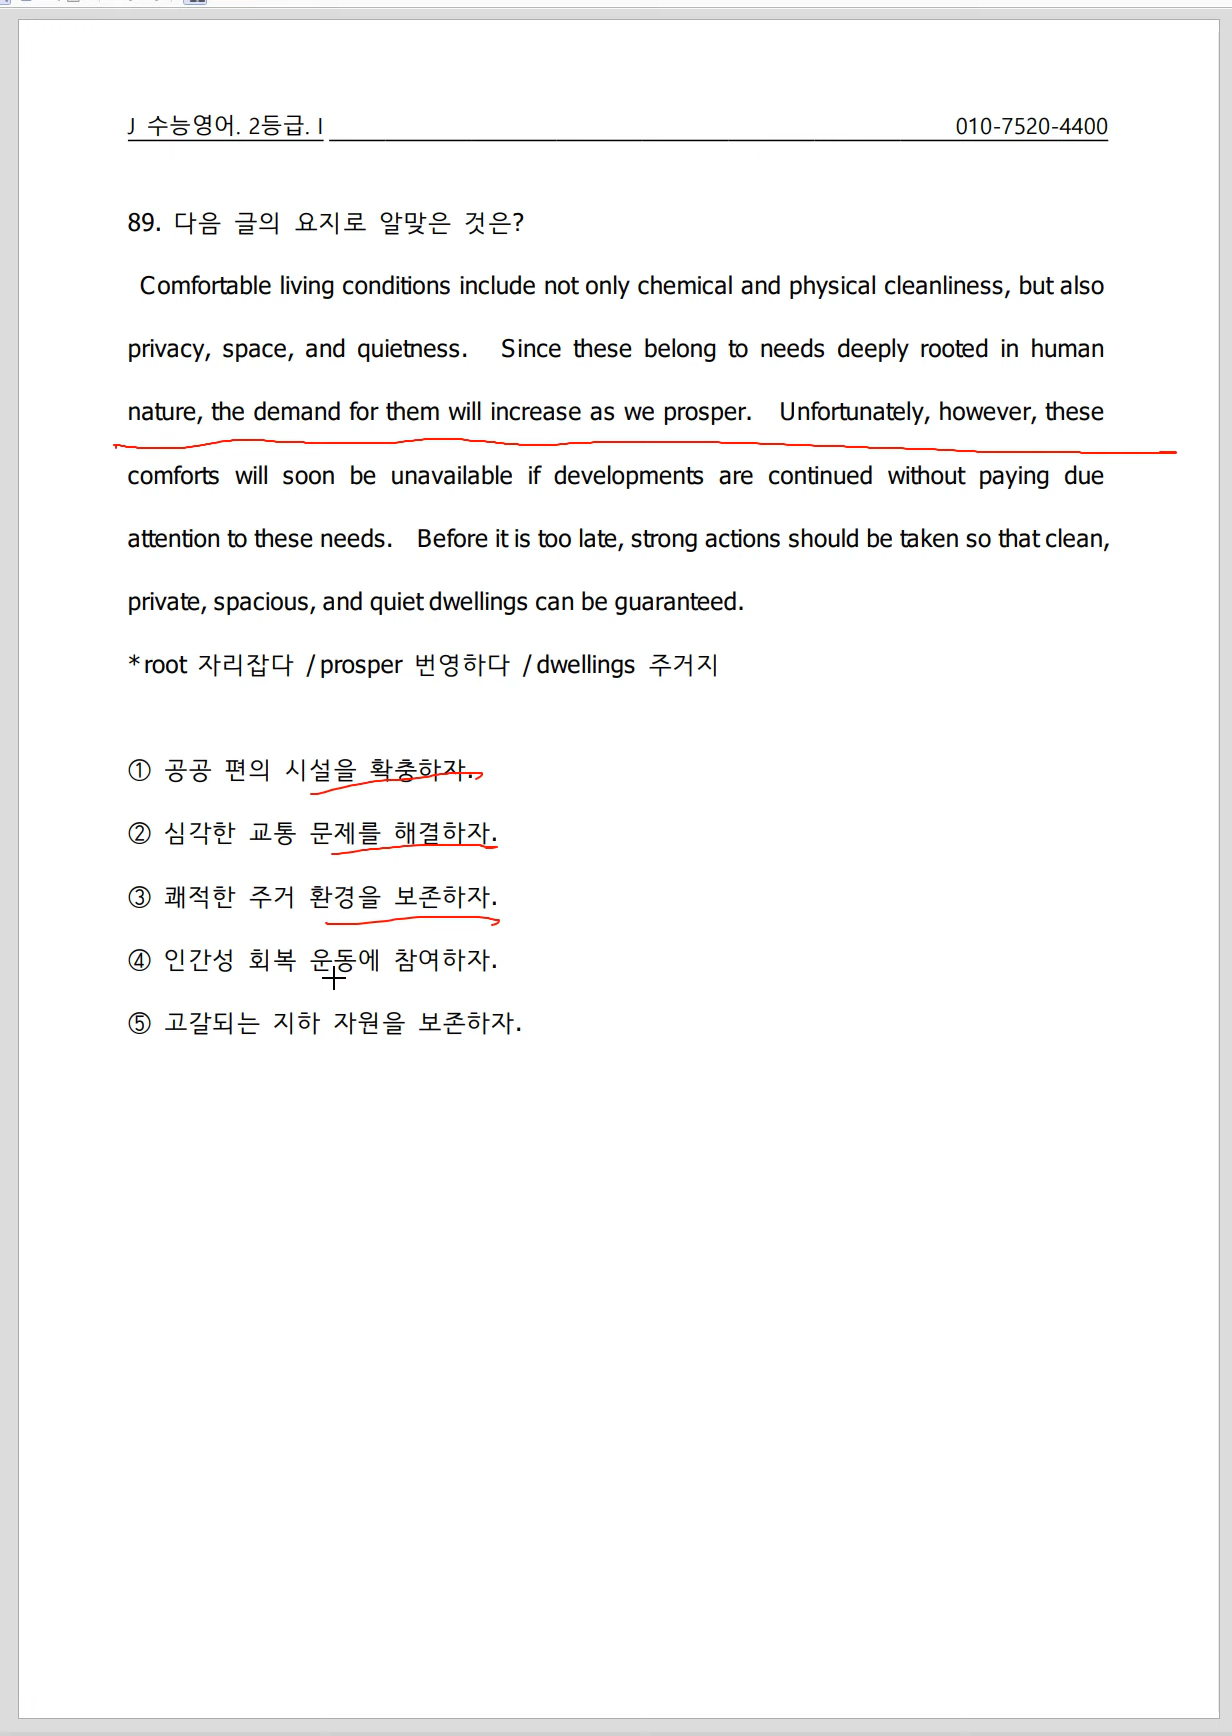 J 수능영어. 2등급. I 010-7520-4400
89. 다음 글의 요지로 알맞은 것은?
Comfortable living conditions include not only chemical and physical cleanliness, but also
privacy, space, and quietness. Since these belong to needs deeply rooted in human
nature, the demand for them will increase as we prosper. Unfortunately, however, these
comforts will soon be unavailable if developments are continued without paying due
attention to these needs. Before it is too late, strong actions should be taken so that clean,
private, spacious, and quiet dwellings can be guaranteed.
*root 자리잡다 /prosper 번영하다 /dwellings 주거지
① 공공 편의 시설을 확충하자.
② 심각한 교통 문제를 해결하자.
③ 쾌적한 주거 환경을 보존하자.
④ 인간성 회복 운동에 참여하자.
⑤ 고갈되는 지하 자원을 보존하자.